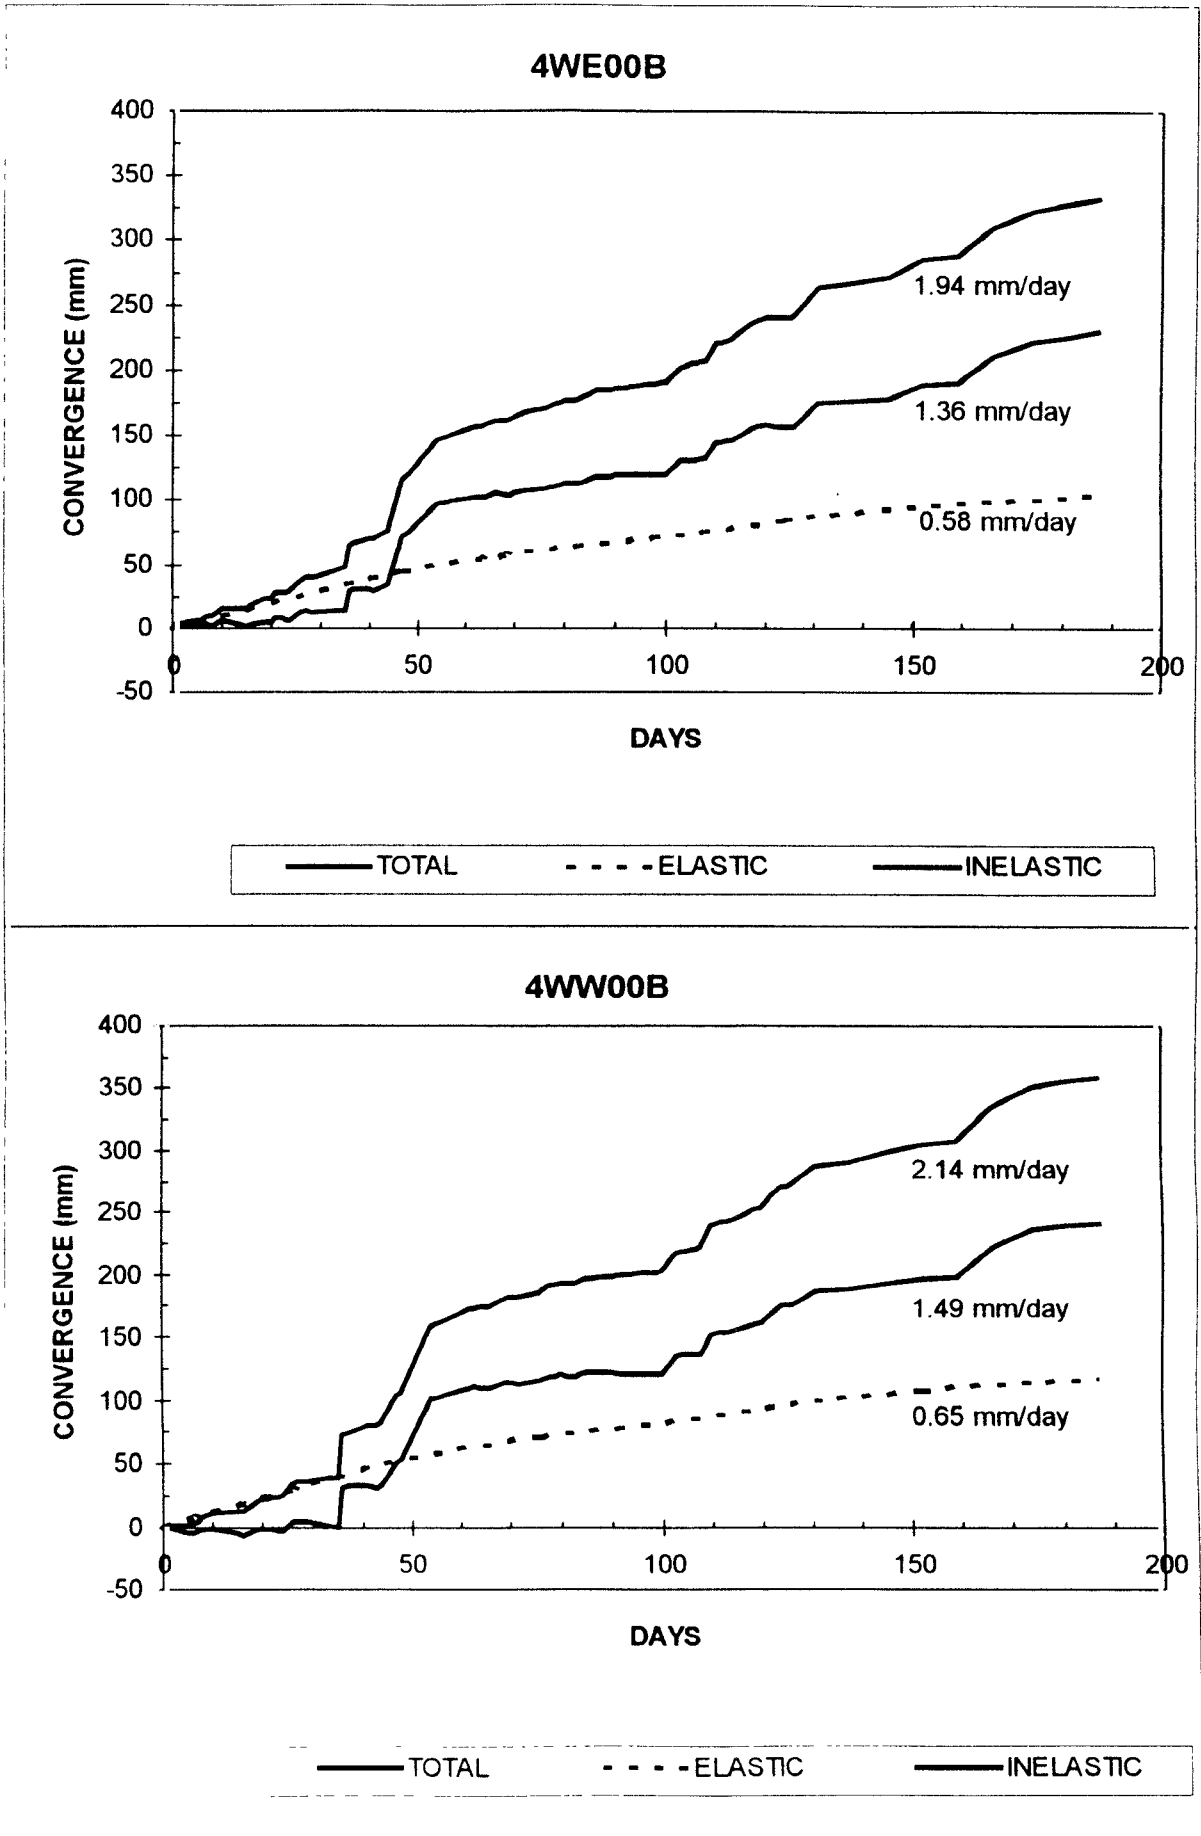 4WE00B
400
350
300
250
200
150
100
50
0
-50
CONVERGENCE (mm)
1.94 mm/day
1.36 mm/day
0.58 mm/day
0 50 100 150 200
DAYS
TOTAL ELASTIC INELASTIC
4WW00B
400
350
300
250
200
150
100
50
0
-50
CONVERGENCE (mm)
2.14 mm/day
1.49 mm/day
0.65 mm/day
0 50 100 150 200
DAYS
TOTAL ELASTIC INELASTIC